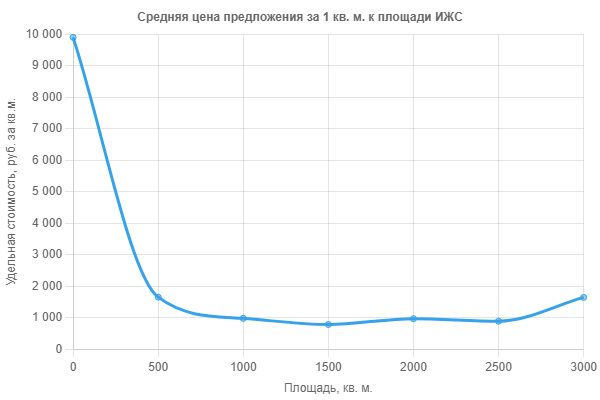 Средняя цена предложения за 1 кв. м. к площади ИЖС
Удельная стоимость, руб. за кв.м.
10 000
9 000
8 000
7 000
6 000
5 000
4 000
3 000
2 000
1 000
0
0 500 1000 1500 2000 2500 3000
Площадь, кв. м.